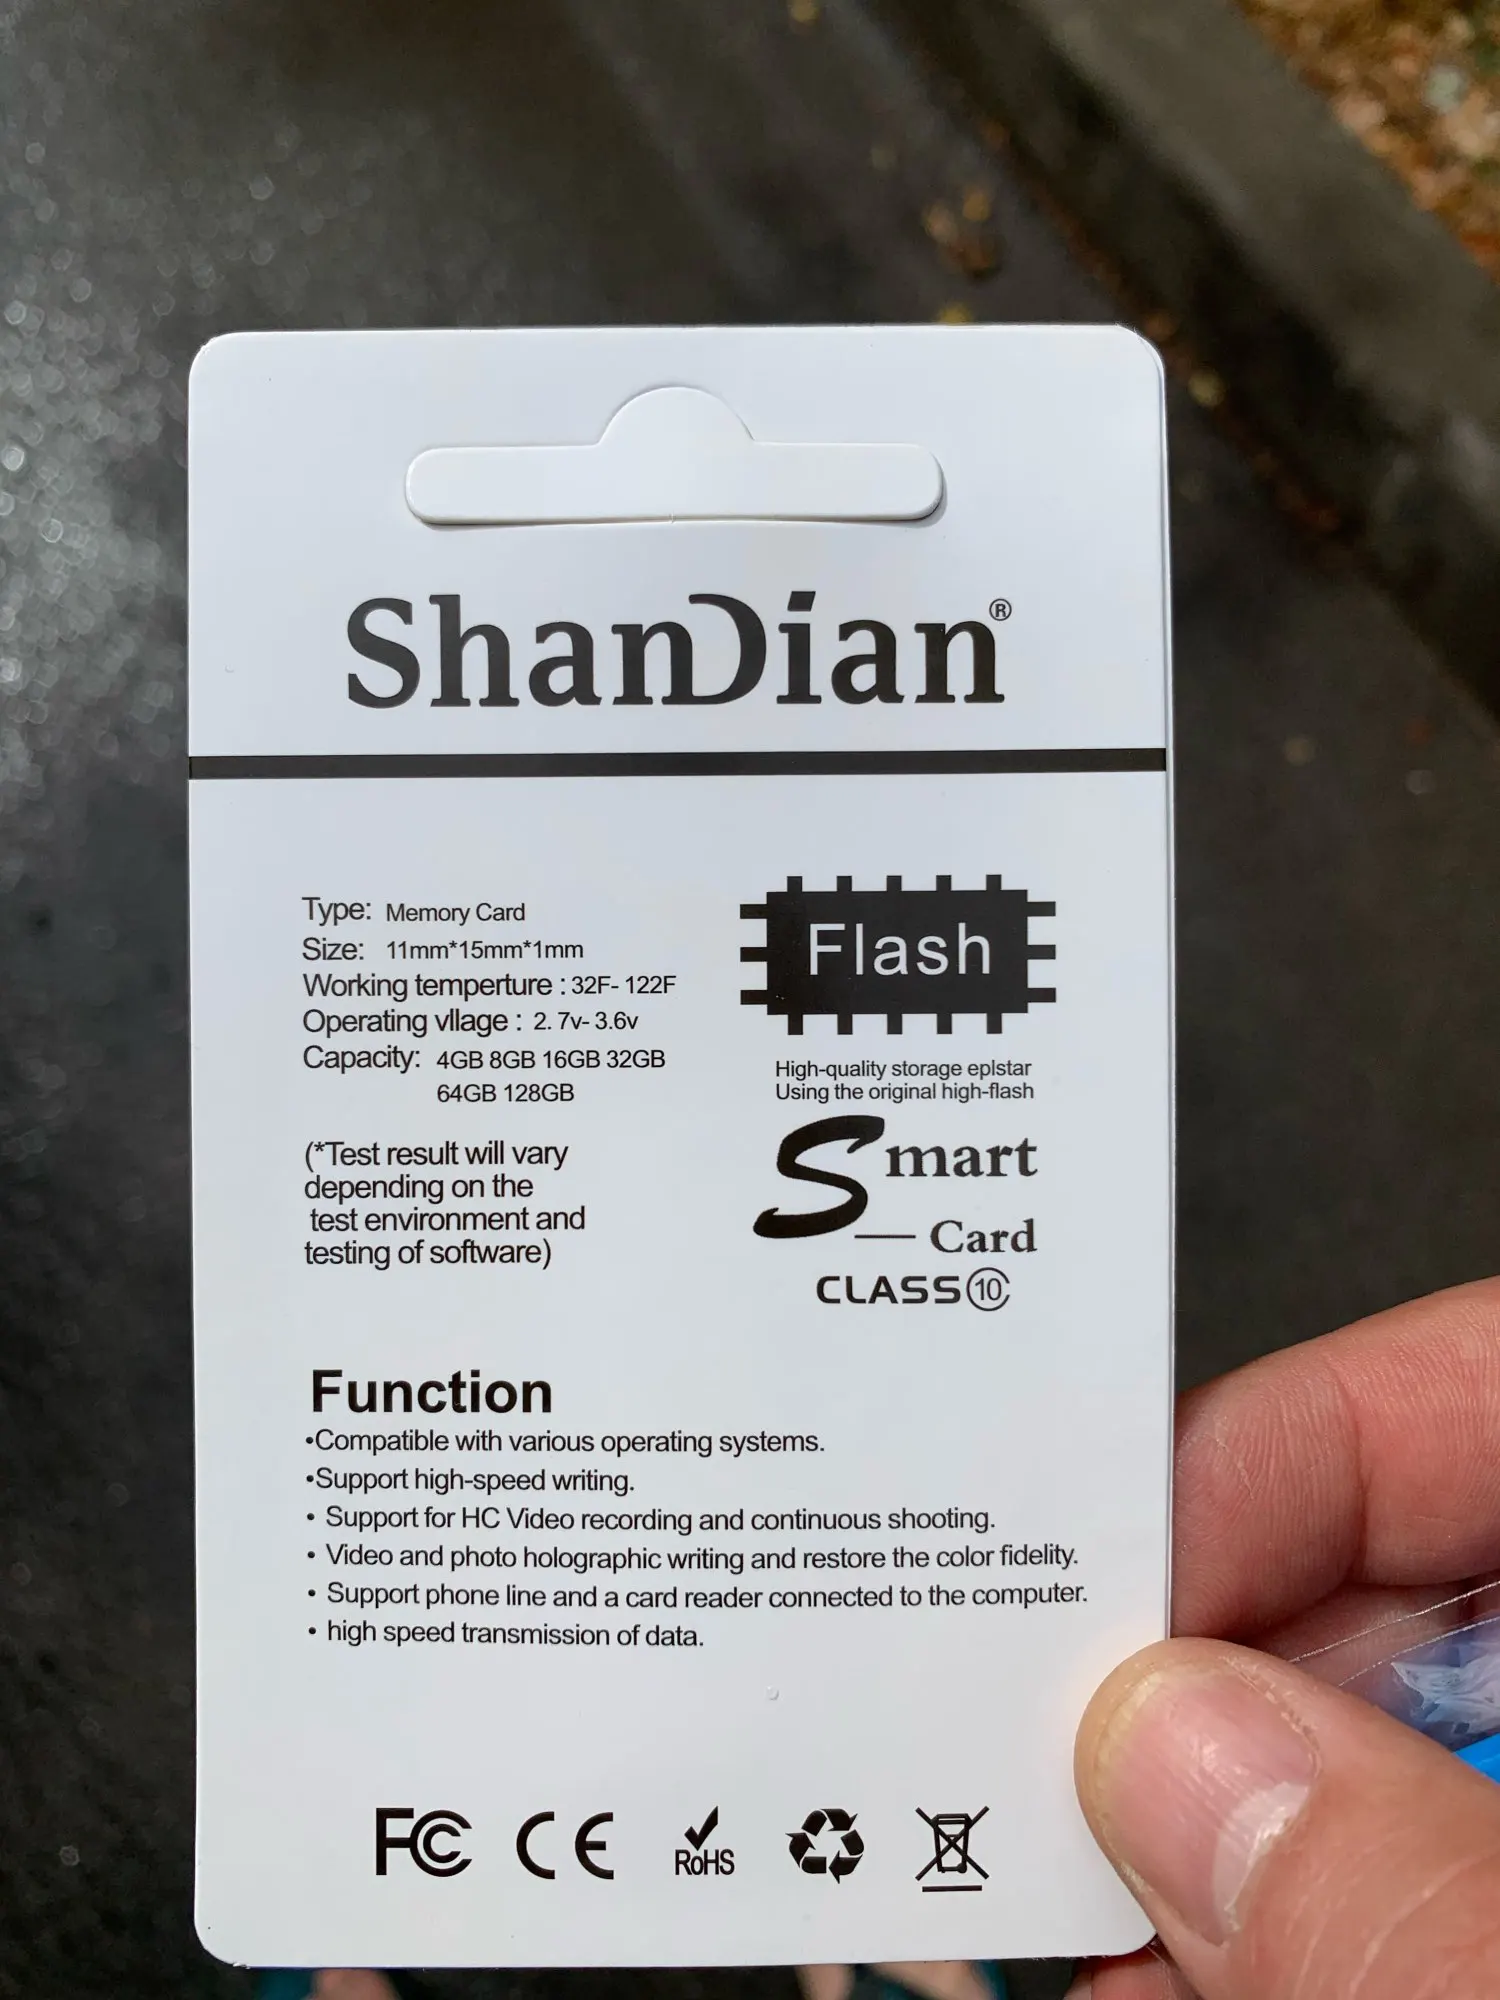 ShanDian®
Type: Memory Card
Size: 11mm*15mm*1mm
Working temperture : 32F- 122F
Operating vllage : 2. 7v- 3.6v
Capacity: 4GB 8GB 16GB 32GB
64GB 128GB
(*Test result will vary
depending on the
test environment and
testing of software)
Flash
High-quality storage eplstar
Using the original high-flash
Smart
Card
CLASS 10
Function
•Compatible with various operating systems.
•Support high-speed writing.
• Support for HC Video recording and continuous shooting.
• Video and photo holographic writing and restore the color fidelity.
• Support phone line and a card reader connected to the computer.
• high speed transmission of data.
FC CE RoHS